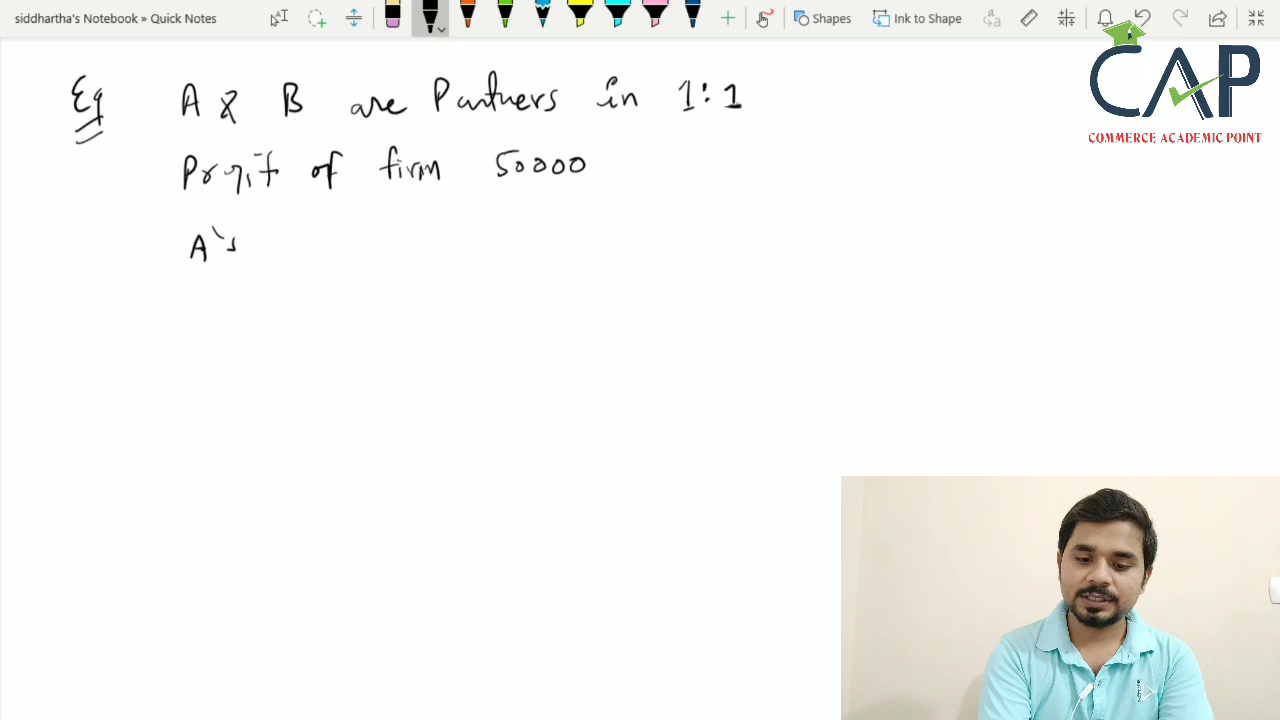 siddhartha's Notebook » Quick Notes
Shapes
Ink to Shape
CAP
COMMERCE ACADEMIC POINT
Eg A & B are Partners in 1:1
Profit of firm 50000
A's